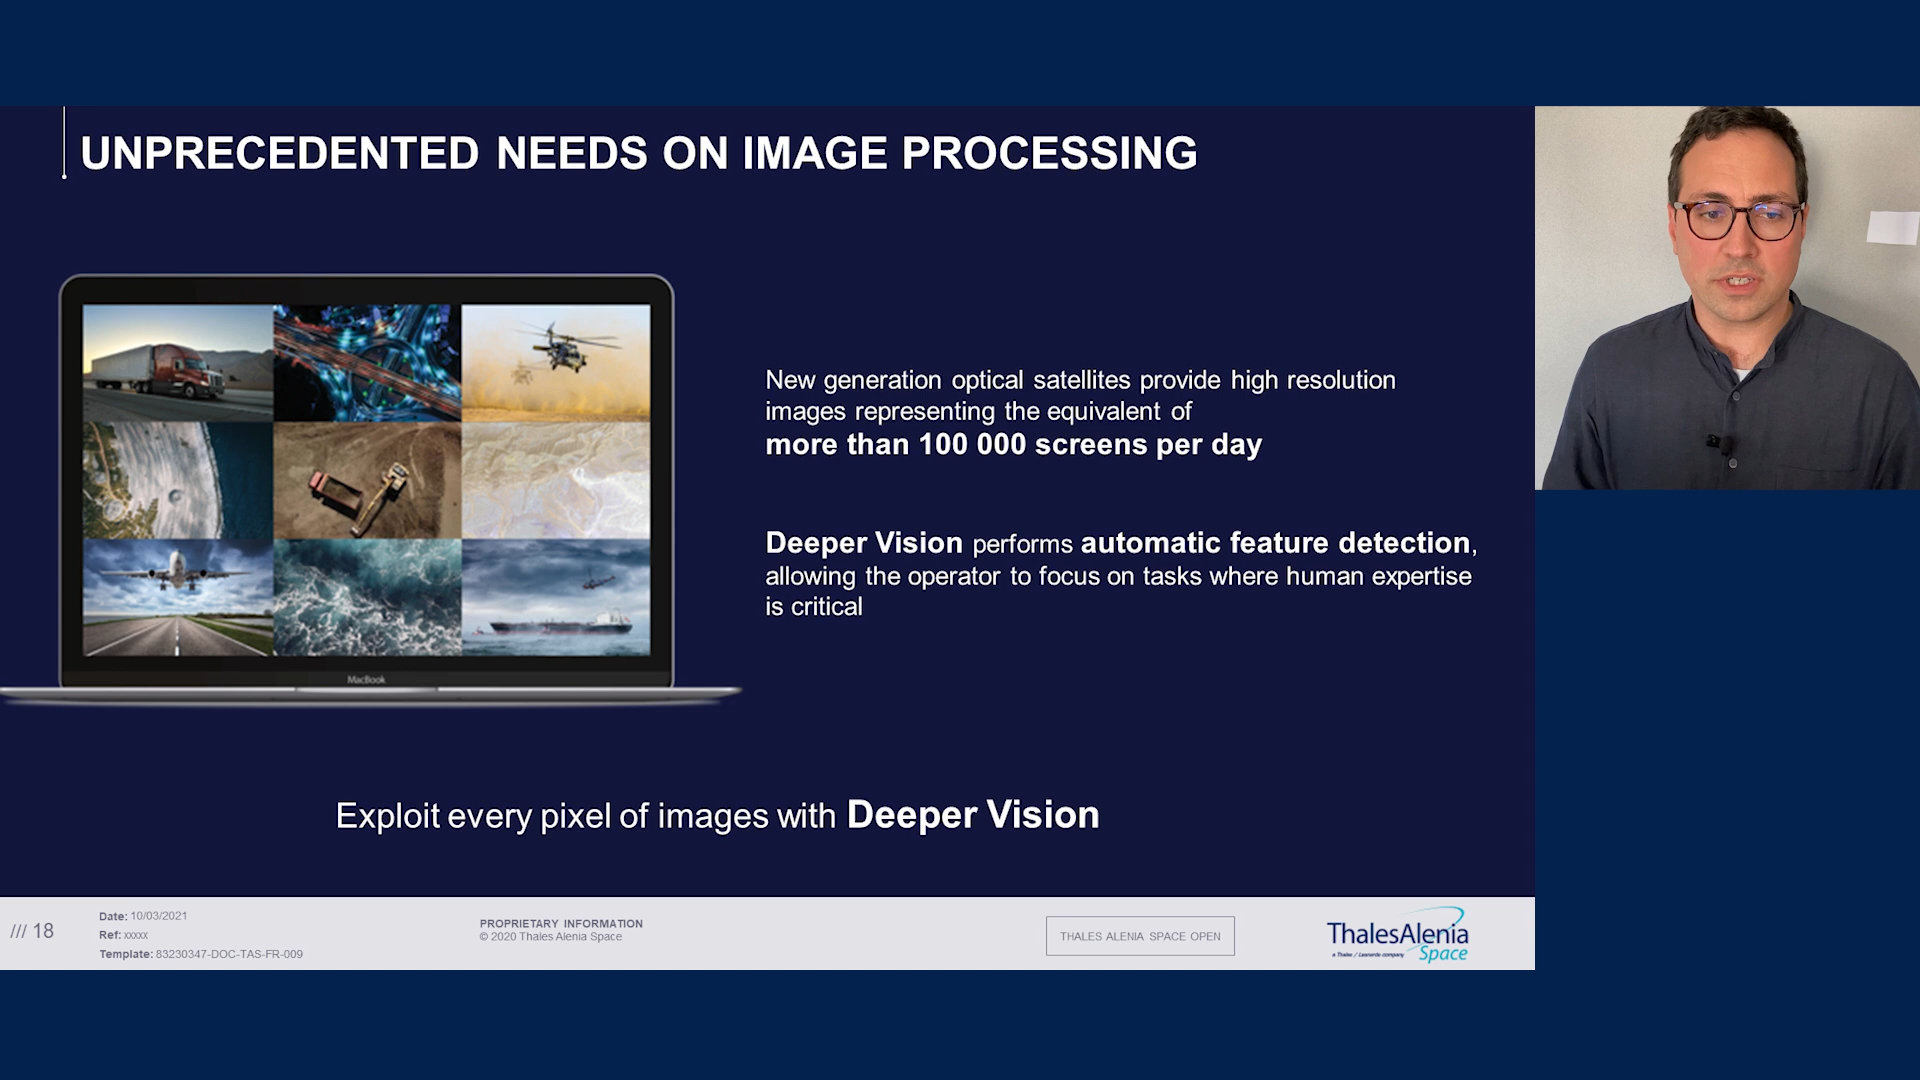 UNPRECEDENTED NEEDS ON IMAGE PROCESSING
MacBook
New generation optical satellites provide high resolution
images representing the equivalent of
more than 100 000 screens per day
Deeper Vision performs automatic feature detection,
allowing the operator to focus on tasks where human expertise
is critical
Exploit every pixel of images with Deeper Vision
/// 18
Date: 10/03/2021
Ref: xxxxx
Template: 83230347-DOC-TAS-FR-009
PROPRIETARY INFORMATION
© 2020 Thales Alenia Space
THALES ALENIA SPACE OPEN
ThalesAlenia
a Thales / Leonardo company
Space